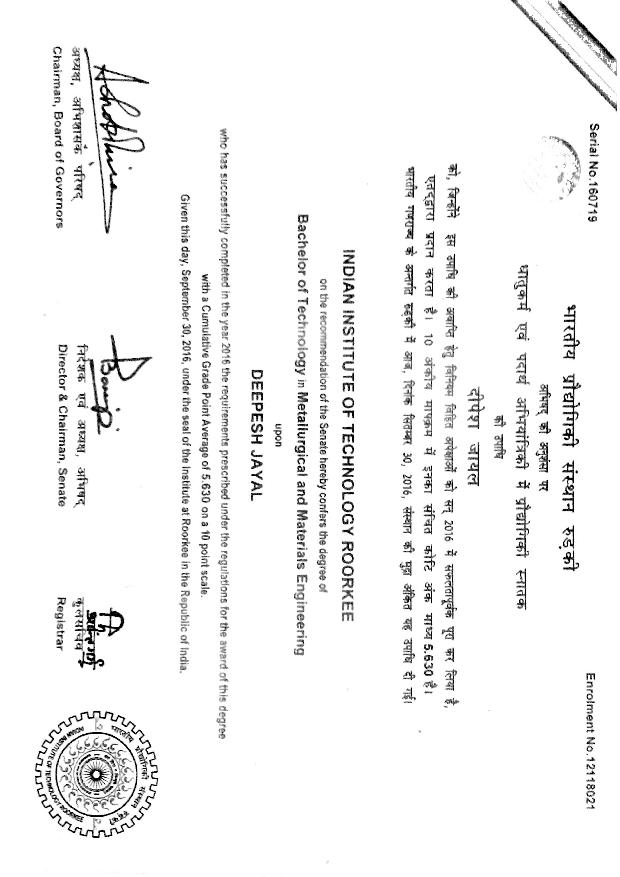 Serial No.160719
Enrolment No.12118021
भारतीय प्रौद्योगिकी संस्थान रुड़की
अभिषद् की अनुशंसा पर
धातुकर्म एवं पदार्थ अभियांत्रिकी में प्रौद्योगिकी स्नातक
की उपाधि
दीपेश जायल
को, जिन्होंने इस उपाधि की अवाप्ति हेतु विनियम विहित अपेक्षाओं को सन् 2016 में सफलतापूर्वक पूरा कर लिया है,
एतद्द्वारा प्रदान करता है। 10 अंकीय मापक्रम में इनका संचित कोटि अंक माध्य 5.630 है।
भारतीय गणराज्य के अन्तर्गत रुड़की में आज, दिनांक सितम्बर 30, 2016, संस्थान की मुद्रा अंकित यह उपाधि दी गई।
INDIAN INSTITUTE OF TECHNOLOGY ROORKEE
on the recommendation of the Senate hereby confers the degree of
Bachelor of Technology in Metallurgical and Materials Engineering
upon
DEEPESH JAYAL
who has successfully completed in the year 2016 the requirements prescribed under the regulations for the award of this degree
with a Cumulative Grade Point Average of 5.630 on a 10 point scale.
Given this day, September 30, 2016, under the seal of the Institute at Roorkee in the Republic of India.
अध्यक्ष, अभिशासक परिषद्
Chairman, Board of Governors
निदेशक एवं अध्यक्ष, अभिषद्
Director & Chairman, Senate
कुलसचिव
Registrar
भारतीय प्रौद्योगिकी संस्थान रुड़की
INDIAN INSTITUTE OF TECHNOLOGY ROORKEE